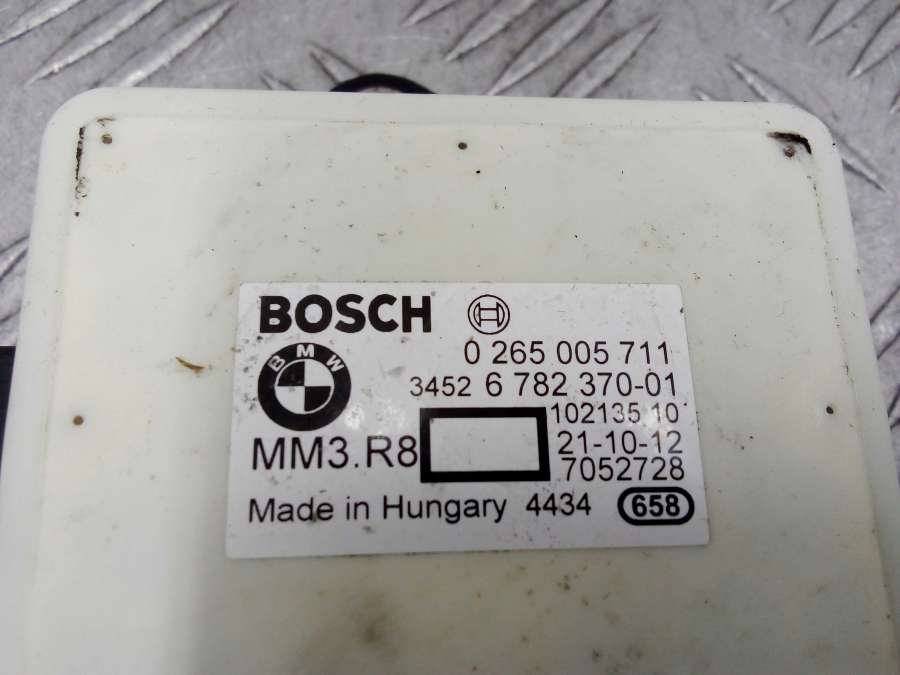 BOSCH
BMW
0 265 005 711
3452 6 782 370-01
102135 10
MM3.R8
21-10-12
7052728
Made in Hungary 4434 658